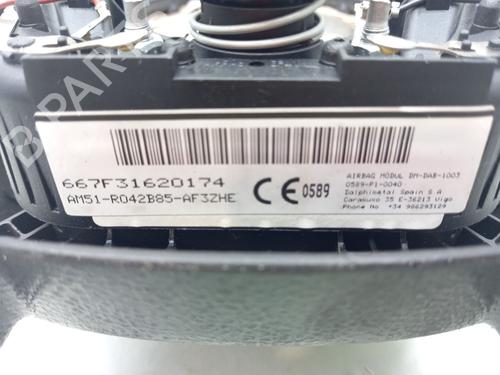 667F31620174
AM51-R042B85-AF3ZHE
CE 0589
AIRBAG MODUL DM-DAB-1003
0589-P1-0040
Dalphimetal Spain S.A
Caramuxo 35 E-36213 Vigo
Phone No +34 986293129
B-PARTS